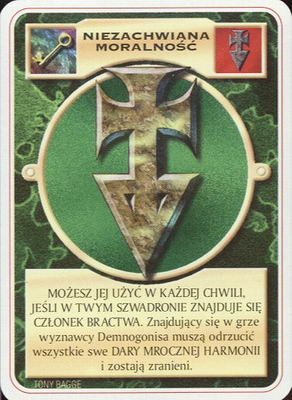 NIEZACHWIANA
MORALNOŚĆ
MOŻESZ JEJ UŻYĆ W KAŻDEJ CHWILI,
JEŚLI W TWYM SZWADRONIE ZNAJDUJE SIĘ
CZŁONEK BRACTWA. Znajdujący się w grze
wyznawcy Demnogonisa muszą odrzucić
wszystkie swe DARY MROCZNEJ HARMONII
i zostają zranieni.
TONY BAGGE